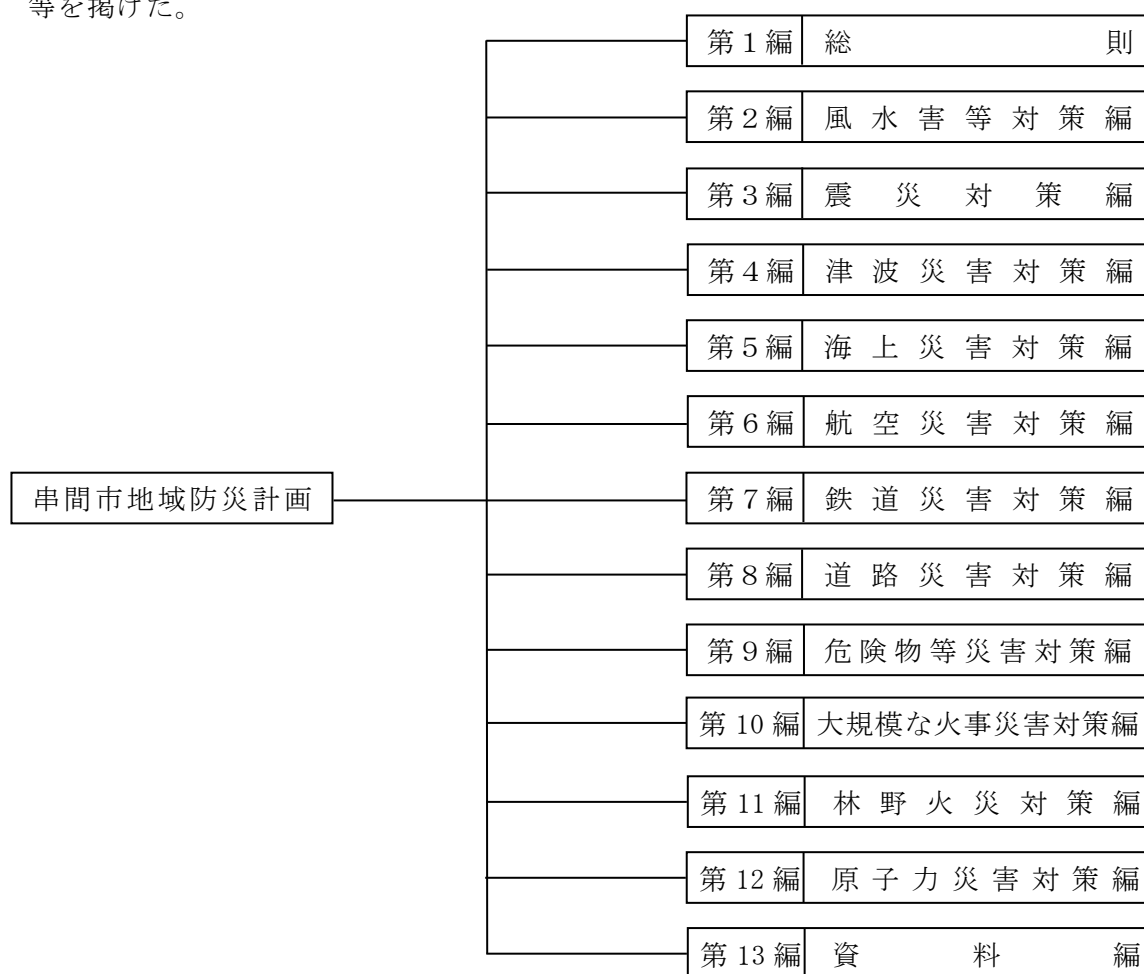 等を掲げた。
第1編 総則
第2編 風水害等対策編
第3編 震災対策編
第4編 津波災害対策編
第5編 海上災害対策編
第6編 航空災害対策編
串間市地域防災計画
第7編 鉄道災害対策編
第8編 道路災害対策編
第9編 危険物等災害対策編
第10編 大規模な火事災害対策編
第11編 林野火災対策編
第12編 原子力災害対策編
第13編 資料編